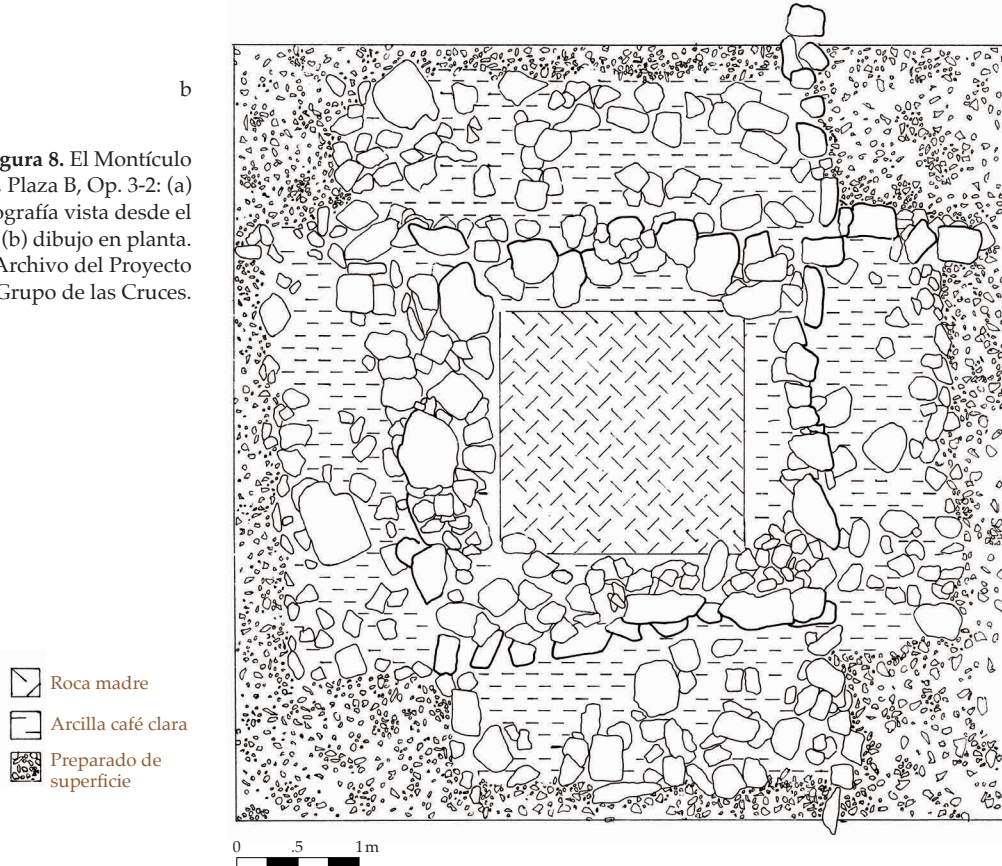 b
gura 8. El Montículo
Plaza B, Op. 3-2: (a)
ografía vista desde el
(b) dibujo en planta.
Archivo del Proyecto
Grupo de las Cruces.
Roca madre
Arcilla café clara
Preparado de
superficie
0 .5 1m